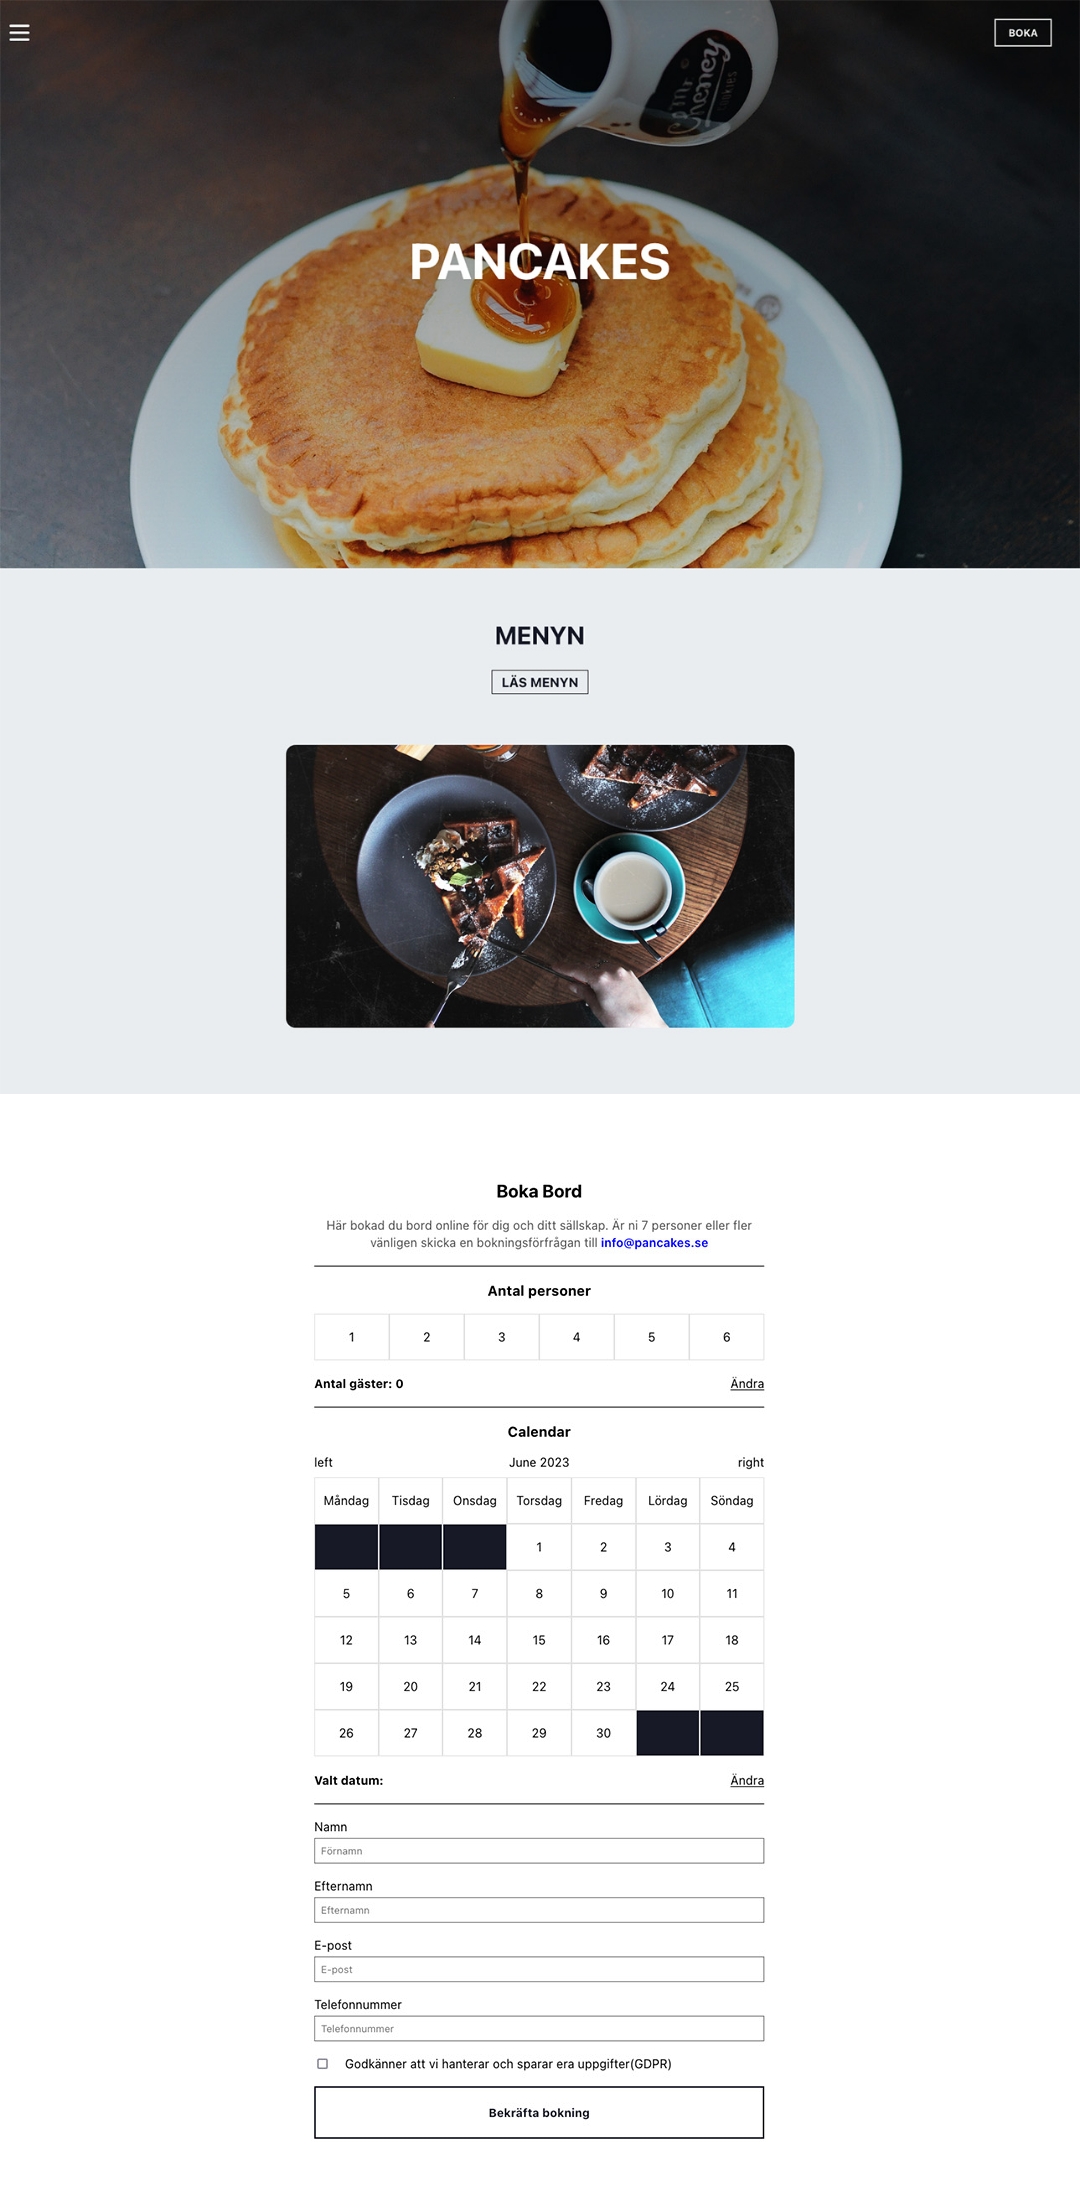 BOKA
Mr.
Cheney
COOKIES
PANCAKES
MENYN
LÄS MENYN
Boka Bord
Här bokad du bord online för dig och ditt sällskap. Är ni 7 personer eller fler
vänligen skicka en bokningsförfrågan till info@pancakes.se
Antal personer
1 2 3 4 5 6
Antal gäster: 0 Ändra
Calendar
left June 2023 right
Måndag Tisdag Onsdag Torsdag Fredag Lördag Söndag
1 2 3 4
5 6 7 8 9 10 11
12 13 14 15 16 17 18
19 20 21 22 23 24 25
26 27 28 29 30
Valt datum: Ändra
Namn
Förnamn
Efternamn
Efternamn
E-post
E-post
Telefonnummer
Telefonnummer
Godkänner att vi hanterar och sparar era uppgifter(GDPR)
Bekräfta bokning